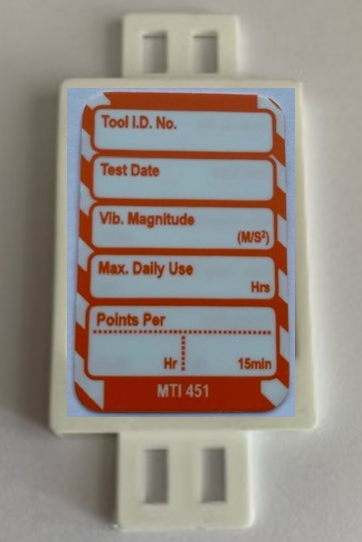 Tool I.D. No.
Test Date
Vib. Magnitude
(M/S²)
Max. Daily Use
Hrs
Points Per
Hr 15min
MTI 451